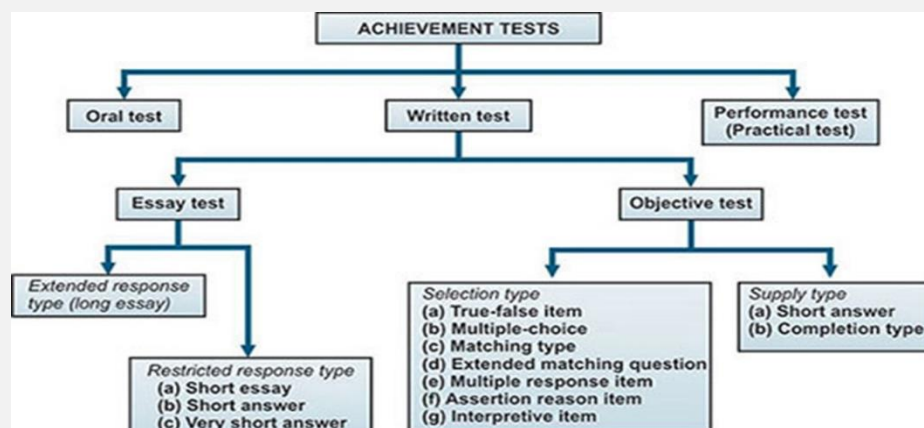 ACHIEVEMENT TESTS
Oral test
Written test
Performance test
(Practical test)
Essay test
Objective test
Extended response
type (long essay)
Restricted response type
(a) Short essay
(b) Short answer
(c) Very short answer
Selection type
(a) True-false item
(b) Multiple-choice
(c) Matching type
(d) Extended matching question
(e) Multiple response item
(f) Assertion reason item
(g) Interpretive item
Supply type
(a) Short answer
(b) Completion type